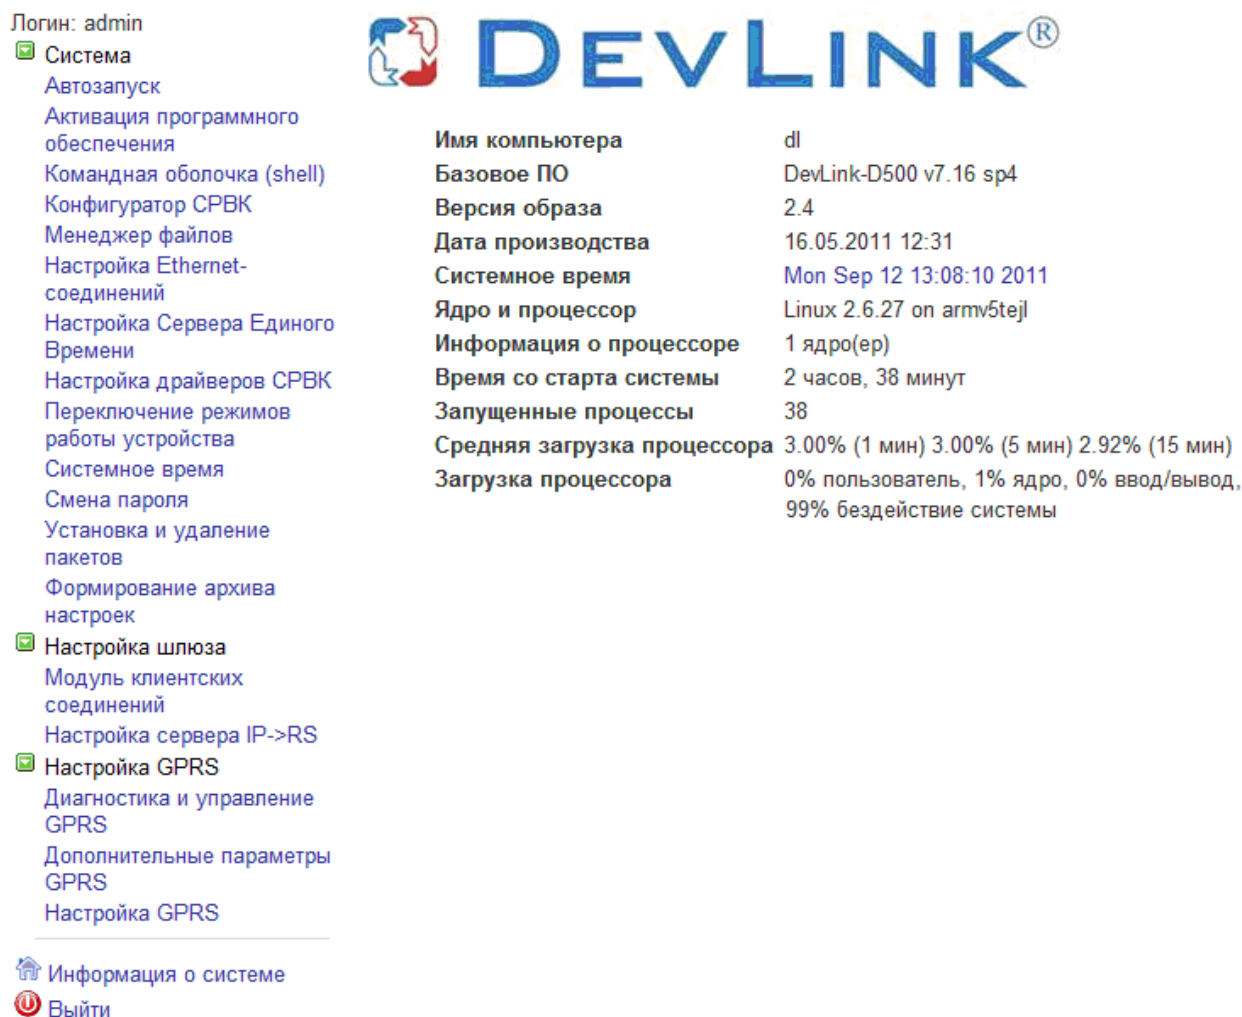 Логин: admin
Система
Автозапуск
Активация программного
обеспечения
Командная оболочка (shell)
Конфигуратор СРВК
Менеджер файлов
Настройка Ethernet-
соединений
Настройка Сервера Единого
Времени
Настройка драйверов СРВК
Переключение режимов
работы устройства
Системное время
Смена пароля
Установка и удаление
пакетов
Формирование архива
настроек
Настройка шлюза
Модуль клиентских
соединений
Настройка сервера IP->RS
Настройка GPRS
Диагностика и управление
GPRS
Дополнительные параметры
GPRS
Настройка GPRS
Информация о системе
Выйти
DEVLINK®
Имя компьютера dl
Базовое ПО DevLink-D500 v7.16 sp4
Версия образа 2.4
Дата производства 16.05.2011 12:31
Системное время Mon Sep 12 13:08:10 2011
Ядро и процессор Linux 2.6.27 on armv5tejl
Информация о процессоре 1 ядро(ер)
Время со старта системы 2 часов, 38 минут
Запущенные процессы 38
Средняя загрузка процессора 3.00% (1 мин) 3.00% (5 мин) 2.92% (15 мин)
Загрузка процессора 0% пользователь, 1% ядро, 0% ввод/вывод,
99% бездействие системы